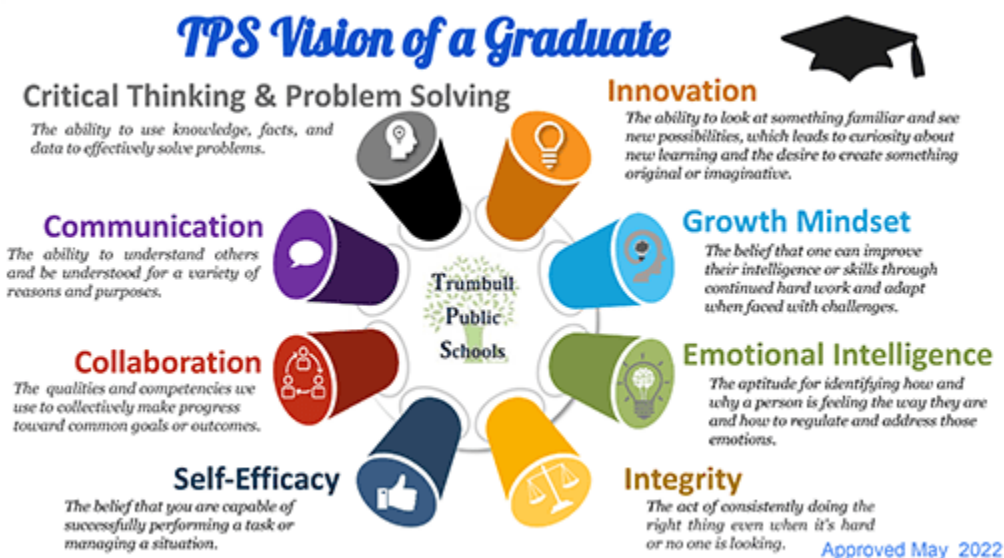 TPS Vision of a Graduate
Critical Thinking & Problem Solving
The ability to use knowledge, facts, and
data to effectively solve problems.
Innovation
The ability to look at something familiar and see
new possibilities, which leads to curiosity about
new learning and the desire to create something
original or imaginative.
Communication
The ability to understand others
and be understood for a variety of
reasons and purposes.
Growth Mindset
The belief that one can improve
their intelligence or skills through
continued hard work and adapt
when faced with challenges.
Trumbull
Public
Schools
Collaboration
The qualities and competencies we
use to collectively make progress
toward common goals or outcomes.
Emotional Intelligence
The aptitude for identifying how and
why a person is feeling the way they are
and how to regulate and address those
emotions.
Self-Efficacy
The belief that you are capable of
successfully performing a task or
managing a situation.
Integrity
The act of consistently doing the
right thing even when it's hard
or no one is looking.
Approved May 2022